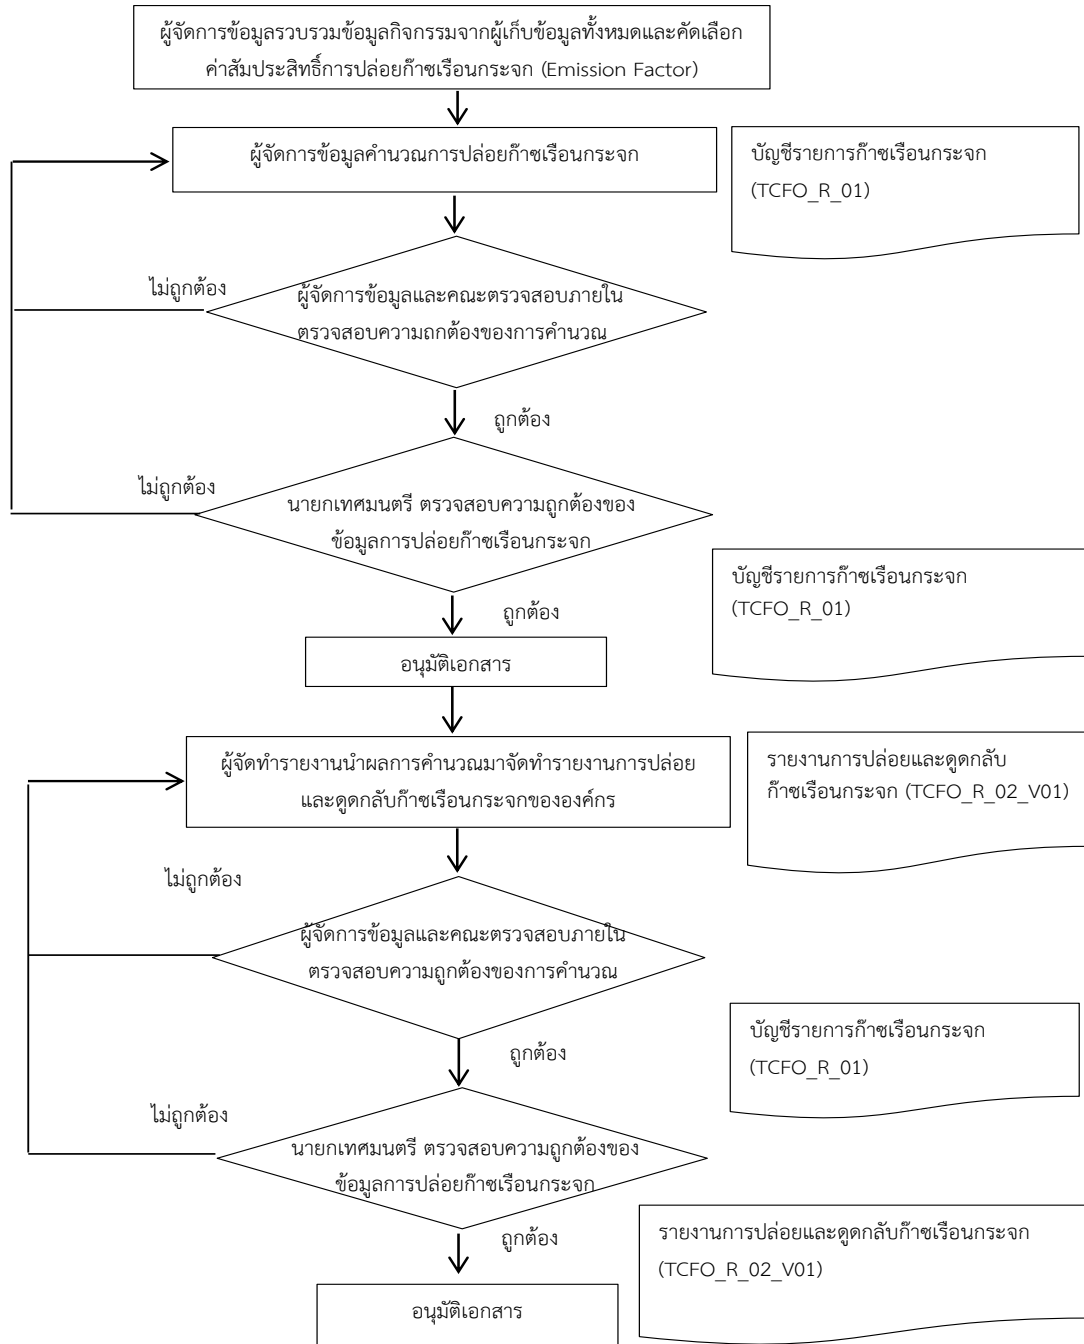 ผู้จัดการข้อมูลรวบรวมข้อมูลกิจกรรมจากผู้เก็บข้อมูลทั้งหมดและคัดเลือก
ค่าสัมประสิทธิ์การปล่อยก๊าซเรือนกระจก (Emission Factor)
ผู้จัดการข้อมูลคำนวณการปล่อยก๊าซเรือนกระจก
บัญชีรายการก๊าซเรือนกระจก
(TCFO_R_01)
ไม่ถูกต้อง
ผู้จัดการข้อมูลและคณะตรวจสอบภายใน
ตรวจสอบความถูกต้องของการคำนวณ
ถูกต้อง
ไม่ถูกต้อง
นายกเทศมนตรี ตรวจสอบความถูกต้องของ
ข้อมูลการปล่อยก๊าซเรือนกระจก
บัญชีรายการก๊าซเรือนกระจก
(TCFO_R_01)
ถูกต้อง
อนุมัติเอกสาร
ผู้จัดทำรายงานนำผลการคำนวณมาจัดทำรายงานการปล่อย
และดูดกลับก๊าซเรือนกระจกขององค์กร
รายงานการปล่อยและดูดกลับ
ก๊าซเรือนกระจก (TCFO_R_02_V01)
ไม่ถูกต้อง
ผู้จัดการข้อมูลและคณะตรวจสอบภายใน
ตรวจสอบความถูกต้องของการคำนวณ
บัญชีรายการก๊าซเรือนกระจก
(TCFO_R_01)
ถูกต้อง
ไม่ถูกต้อง
นายกเทศมนตรี ตรวจสอบความถูกต้องของ
ข้อมูลการปล่อยก๊าซเรือนกระจก
รายงานการปล่อยและดูดกลับก๊าซเรือนกระจก
(TCFO_R_02_V01)
ถูกต้อง
อนุมัติเอกสาร